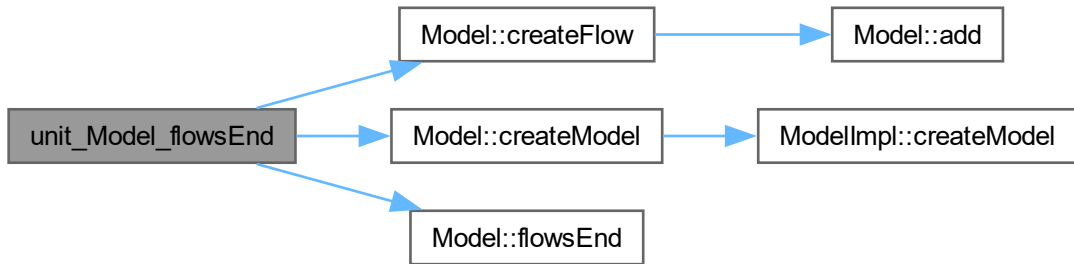 Model::createFlow
Model::add
unit_Model_flowsEnd
Model::createModel
ModelImpl::createModel
Model::flowsEnd